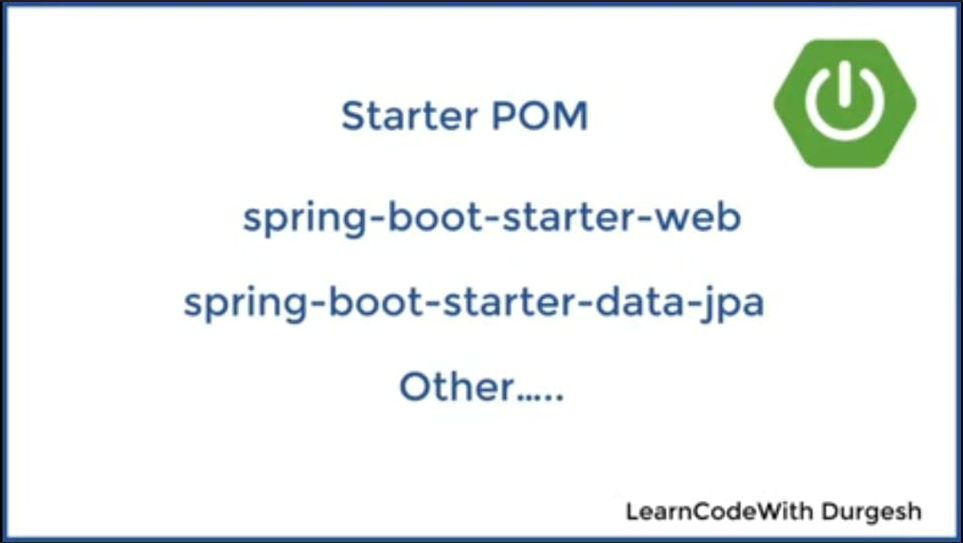 Starter POM
spring-boot-starter-web
spring-boot-starter-data-jpa
Other.....
LearnCodeWith Durgesh